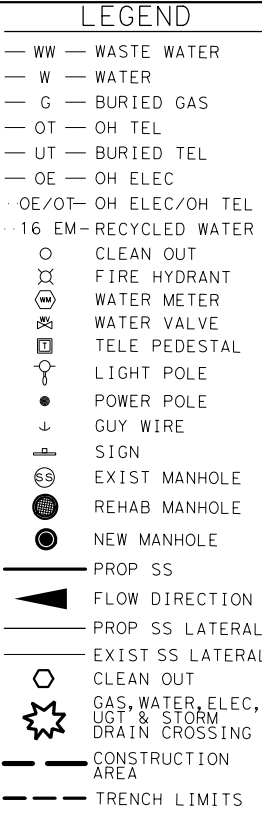 LEGEND
WW WASTE WATER
W WATER
G BURIED GAS
OT OH TEL
UT BURIED TEL
OE OH ELEC
OE/OT OH ELEC/OH TEL
16 EM RECYCLED WATER
CLEAN OUT
FIRE HYDRANT
WM WATER METER
WV WATER VALVE
T TELE PEDESTAL
LIGHT POLE
POWER POLE
GUY WIRE
SIGN
SS EXIST MANHOLE
REHAB MANHOLE
NEW MANHOLE
PROP SS
FLOW DIRECTION
PROP SS LATERAL
EXIST SS LATERAL
CLEAN OUT
GAS, WATER, ELEC,
UGT & STORM
DRAIN CROSSING
CONSTRUCTION
AREA
TRENCH LIMITS